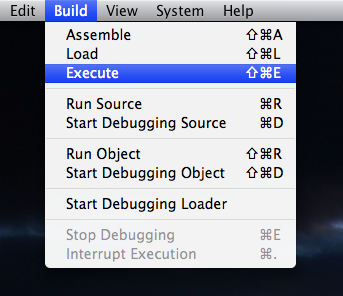 Edit Build View System Help
Assemble ⇧⌘A
Load ⇧⌘L
Execute ⇧⌘E
Run Source ⌘R
Start Debugging Source ⌘D
Run Object ⇧⌘R
Start Debugging Object ⇧⌘D
Start Debugging Loader
Stop Debugging ⌘E
Interrupt Execution ⌘.